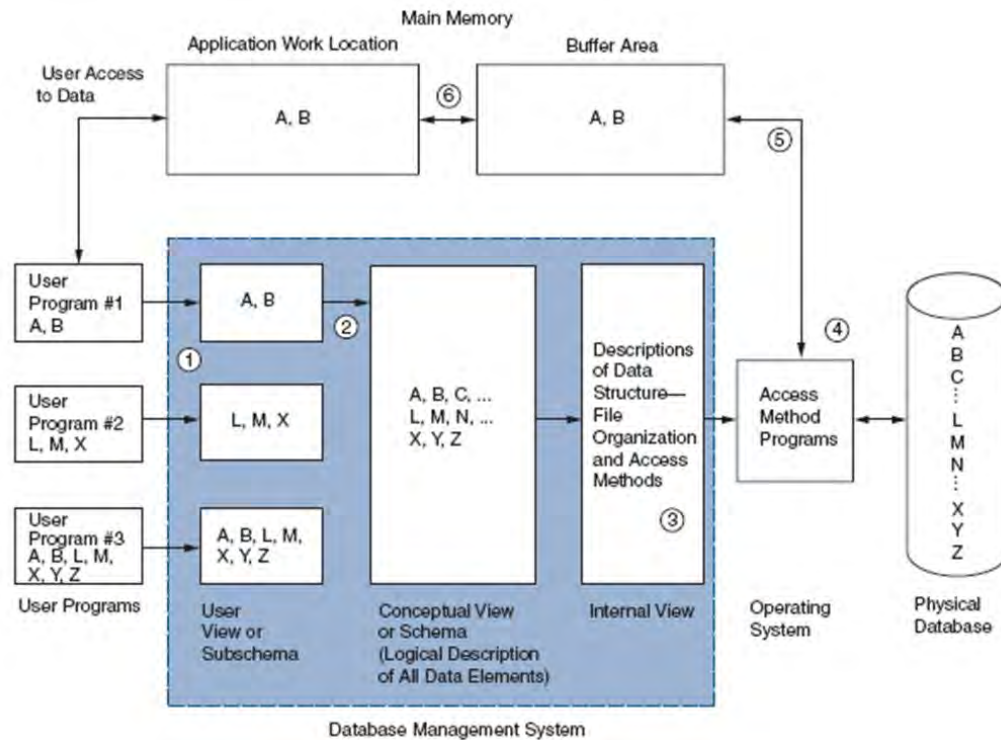 Main Memory
Application Work Location
Buffer Area
User Access
to Data
A, B
6
A, B
5
User
Program #1
A, B
A, B
2
1
4
User
Program #2
L, M, X
L, M, X
A, B, C, ...
L, M, N, ...
X, Y, Z
Descriptions
of Data
Structure—
File
Organization
and Access
Methods
3
Access
Method
Programs
A
B
C
⋮
L
M
N
⋮
X
Y
Z
User
Program #3
A, B, L, M,
X, Y, Z
A, B, L, M,
X, Y, Z
User Programs
User
View or
Subschema
Conceptual View
or Schema
(Logical Description
of All Data Elements)
Internal View
Operating
System
Physical
Database
Database Management System